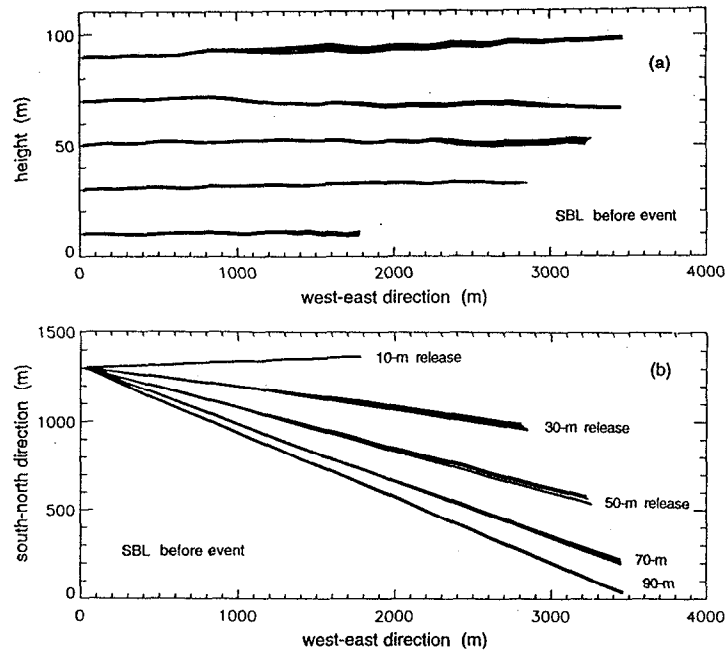 100
(a)
height (m)
50
SBL before event
0
0 1000 2000 3000 4000
west-east direction (m)
1500
10-m release
(b)
south-north direction (m)
1000
30-m release
50-m release
500
SBL before event
70-m
90-m
0
0 1000 2000 3000 4000
west-east direction (m)